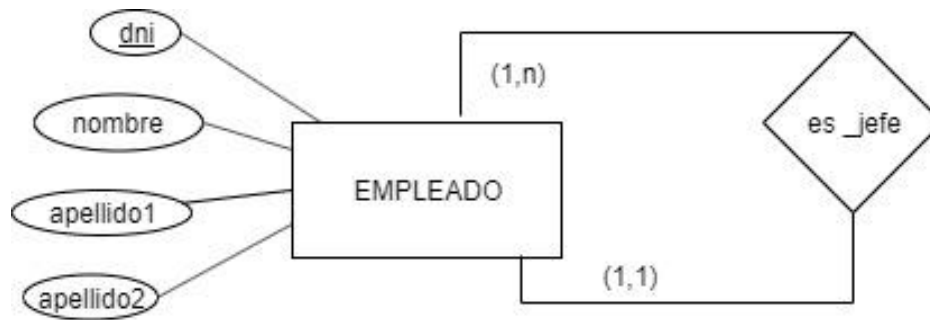 dni
(1,n)
nombre
es _jefe
EMPLEADO
apellido1
(1,1)
apellido2